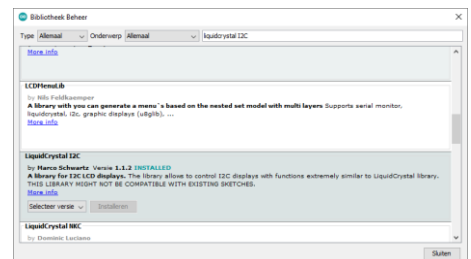 Bibliotheek Beheer
Type Allemaal Onderwerp Allemaal liquidcrystal I2C
More info
LCDMenuLib
by Nils Feldkaemper
A library with you can generate a menu`s based on the nested set model with multi layers Supports serial monitor,
liquidcrystal, i2c, graphic displays (u8glib), ...
More info
LiquidCrystal I2C
by Marco Schwartz Versie 1.1.2 INSTALLED
A library for I2C LCD displays. The library allows to control I2C displays with functions extremely similar to LiquidCrystal library.
THIS LIBRARY MIGHT NOT BE COMPATIBLE WITH EXISTING SKETCHES.
More info
Selecteer versie Installeren
LiquidCrystal NKC
by Dominic Luciano
Sluiten